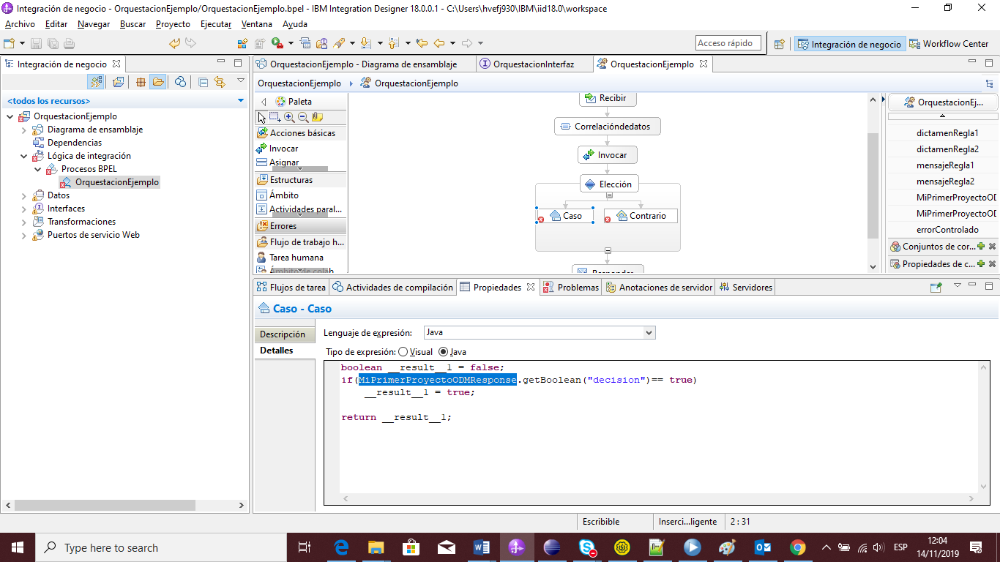 Integración de negocio - OrquestacionEjemplo/OrquestacionEjemplo.bpel - IBM Integration Designer 18.0.0.1 - C:\Users\hvefj930\IBM\iid18.0\workspace
Archivo Editar Navegar Buscar Proyecto Ejecutar Ventana Ayuda
Acceso rápido
Integración de negocio
Workflow Center
Integración de negocio
<todos los recursos>
OrquestacionEjemplo
Diagrama de ensamblaje
Dependencias
Lógica de integración
Procesos BPEL
OrquestacionEjemplo
Datos
Interfaces
Transformaciones
Puertos de servicio Web
OrquestacionEjemplo - Diagrama de ensamblaje
OrquestacionInterfaz
OrquestacionEjemplo
OrquestacionEjemplo
OrquestacionEjemplo
Paleta
Acciones básicas
Invocar
Asignar
Estructuras
Ámbito
Actividades paral...
Errores
Flujo de trabajo h...
Tarea humana
Recibir
Correlacióndedatos
Invocar
Elección
Caso
Contrario
Responder
OrquestacionEj...
dictamenRegla1
dictamenRegla2
mensajeRegla1
mensajeRegla2
MiPrimerProyectoOD
MiPrimerProyectoOD
errorControlado
Conjuntos de cor...
Propiedades de c...
Flujos de tarea
Actividades de compilación
Propiedades
Problemas
Anotaciones de servidor
Servidores
Caso - Caso
Descripción
Detalles
Lenguaje de expresión: Java
Tipo de expresión: Visual Java
boolean __result__1 = false;
if(MiPrimerProyectoODMResponse.getBoolean("decision")== true)
__result__1 = true;
return __result__1;
Escribible
Inserci...ligente
2 : 31
Type here to search
ESP
12:04
14/11/2019